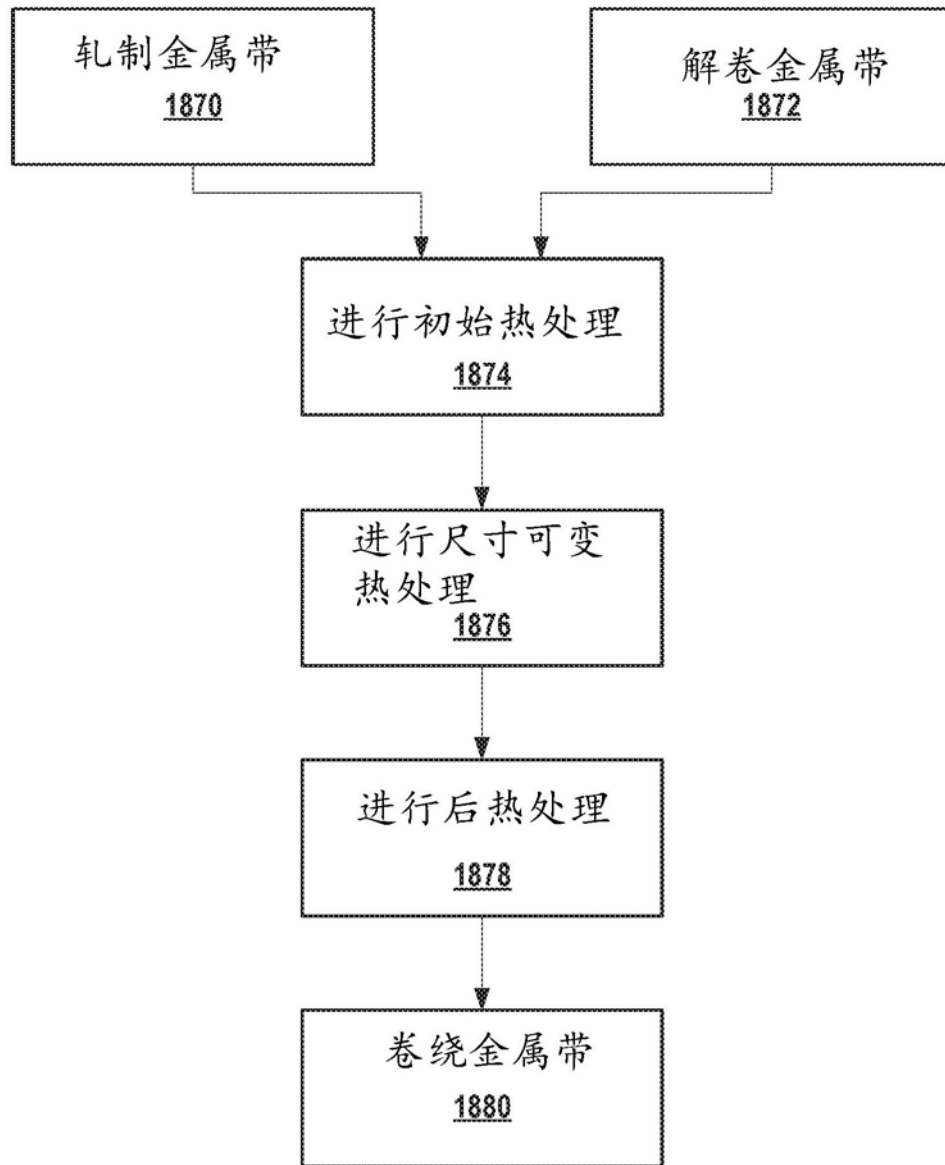 轧制金属带
1870
解卷金属带
1872
进行初始热处理
1874
进行尺寸可变
热处理
1876
进行后热处理
1878
卷绕金属带
1880